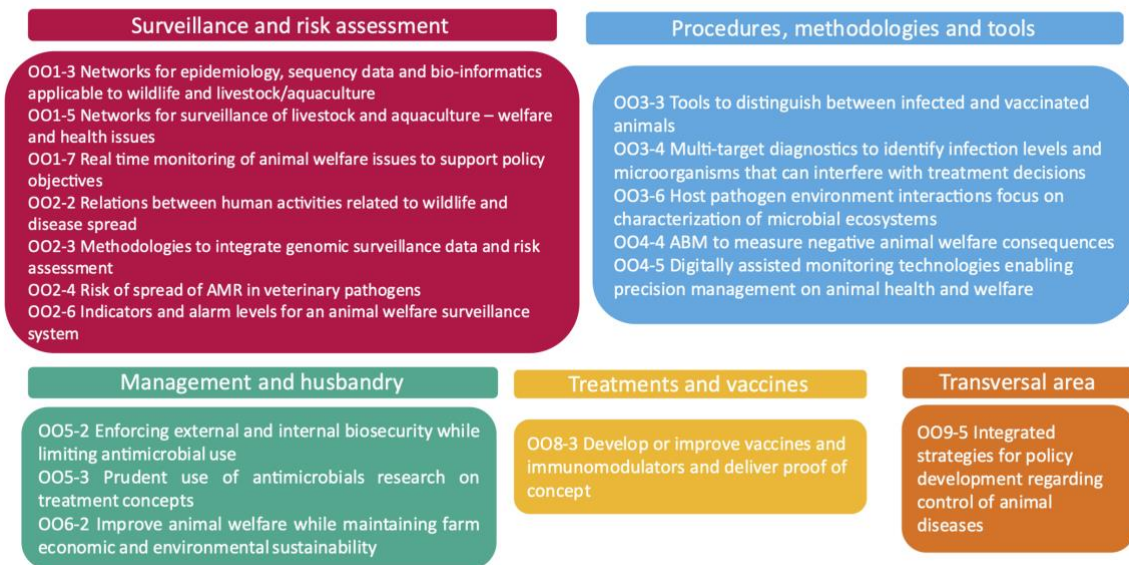 Surveillance and risk assessment
OO1-3 Networks for epidemiology, sequency data and bio-informatics
applicable to wildlife and livestock/aquaculture
OO1-5 Networks for surveillance of livestock and aquaculture – welfare
and health issues
OO1-7 Real time monitoring of animal welfare issues to support policy
objectives
OO2-2 Relations between human activities related to wildlife and
disease spread
OO2-3 Methodologies to integrate genomic surveillance data and risk
assessment
OO2-4 Risk of spread of AMR in veterinary pathogens
OO2-6 Indicators and alarm levels for an animal welfare surveillance
system
Procedures, methodologies and tools
OO3-3 Tools to distinguish between infected and vaccinated
animals
OO3-4 Multi-target diagnostics to identify infection levels and
microorganisms that can interfere with treatment decisions
OO3-6 Host pathogen environment interactions focus on
characterization of microbial ecosystems
OO4-4 ABM to measure negative animal welfare consequences
OO4-5 Digitally assisted monitoring technologies enabling
precision management on animal health and welfare
Management and husbandry
OO5-2 Enforcing external and internal biosecurity while
limiting antimicrobial use
OO5-3 Prudent use of antimicrobials research on
treatment concepts
OO6-2 Improve animal welfare while maintaining farm
economic and environmental sustainability
Treatments and vaccines
OO8-3 Develop or improve vaccines and
immunomodulators and deliver proof of
concept
Transversal area
OO9-5 Integrated
strategies for policy
development regarding
control of animal
diseases